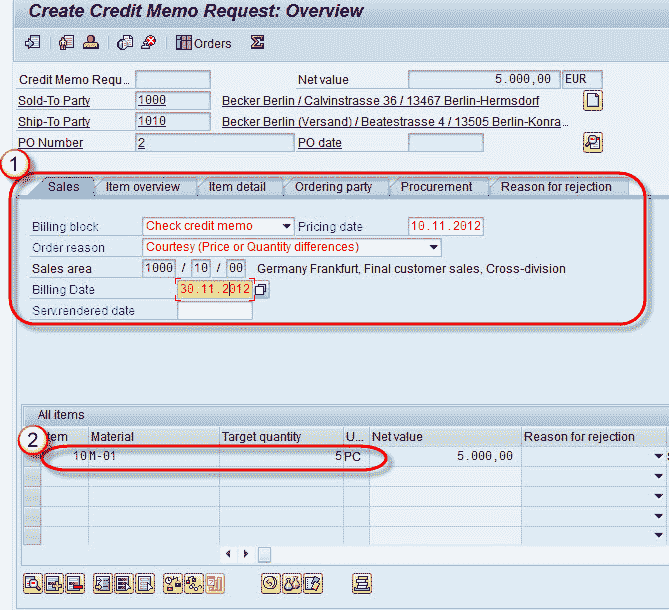 Create Credit Memo Request: Overview
Orders
Credit Memo Requ... Net value 5.000,00 EUR
Sold-To Party 1000 Becker Berlin / Calvinstrasse 36 / 13467 Berlin-Hermsdorf
Ship-To Party 1010 Becker Berlin (Versand) / Beatestrasse 4 / 13505 Berlin-Konra...
PO Number 2 PO date
1
Sales Item overview Item detail Ordering party Procurement Reason for rejection
Billing block Check credit memo Pricing date 10.11.2012
Order reason Courtesy (Price or Quantity differences)
Sales area 1000 / 10 / 00 Germany Frankfurt, Final customer sales, Cross-division
Billing Date 30.11.2012
Serv.rendered date
All items
2
Item Material Target quantity U... Net value Reason for rejection
10 M-01 5 PC 5.000,00